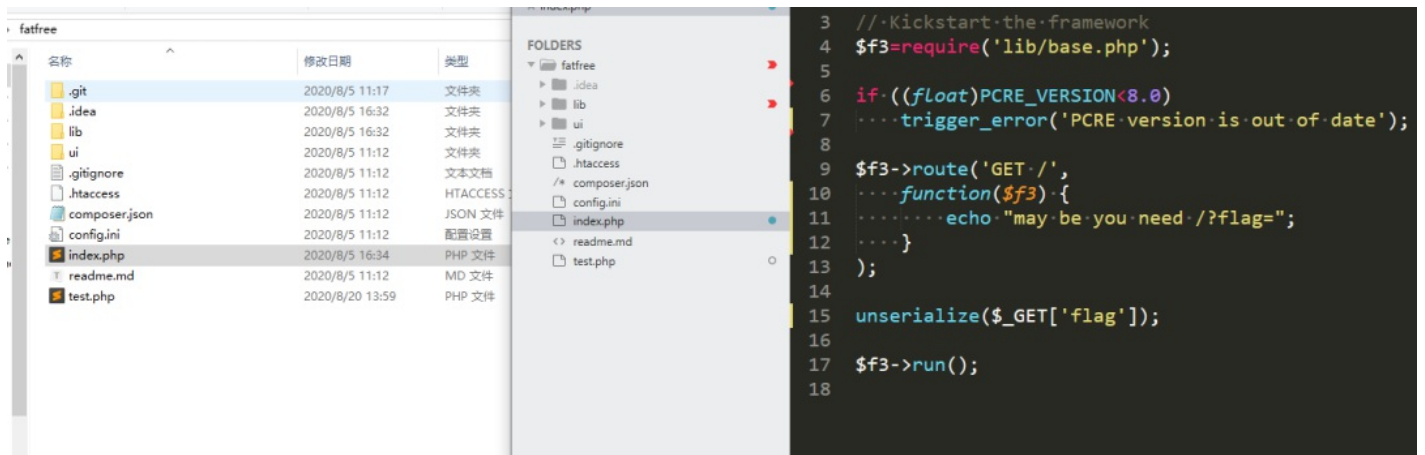 fatfree
名称 修改日期 类型
.git 2020/8/5 11:17 文件夹
.idea 2020/8/5 16:32 文件夹
lib 2020/8/5 16:32 文件夹
ui 2020/8/5 11:12 文件夹
.gitignore 2020/8/5 11:12 文本文档
.htaccess 2020/8/5 11:12 HTACCESS
composer.json 2020/8/5 11:12 JSON 文件
config.ini 2020/8/5 11:12 配置设置
index.php 2020/8/5 16:34 PHP 文件
readme.md 2020/8/5 11:12 MD 文件
test.php 2020/8/20 13:59 PHP 文件
index.php
FOLDERS
fatfree
.idea
lib
ui
.gitignore
.htaccess
/* composer.json
config.ini
index.php
<> readme.md
test.php
3 // Kickstart the framework
4 $f3=require('lib/base.php');
5
6 if ((float)PCRE_VERSION<8.0)
7 trigger_error('PCRE version is out of date');
8
9 $f3->route('GET /',
10 function($f3) {
11 echo "may be you need /?flag=";
12 }
13 );
14
15 unserialize($_GET['flag']);
16
17 $f3->run();
18